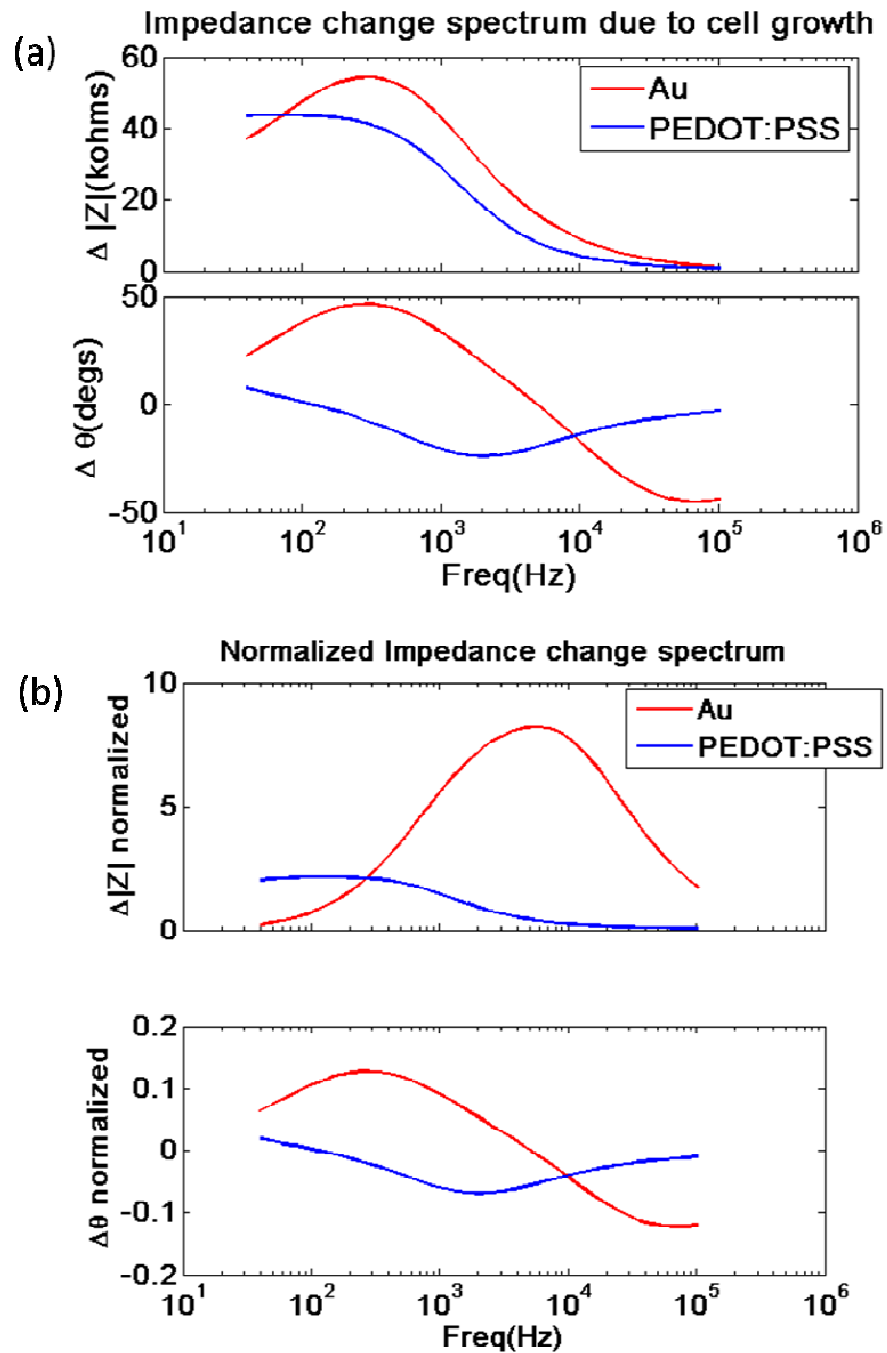 Impedance change spectrum due to cell growth
(a)
60
40
20
0
Δ |Z|(kohms)
Au
PEDOT:PSS
50
0
-50
Δ θ(degs)
10^1 10^2 10^3 10^4 10^5 10^6
Freq(Hz)
Normalized Impedance change spectrum
(b)
10
5
0
Δ|Z| normalized
Au
PEDOT:PSS
0.2
0.1
0
-0.1
-0.2
Δθ normalized
10^1 10^2 10^3 10^4 10^5 10^6
Freq(Hz)